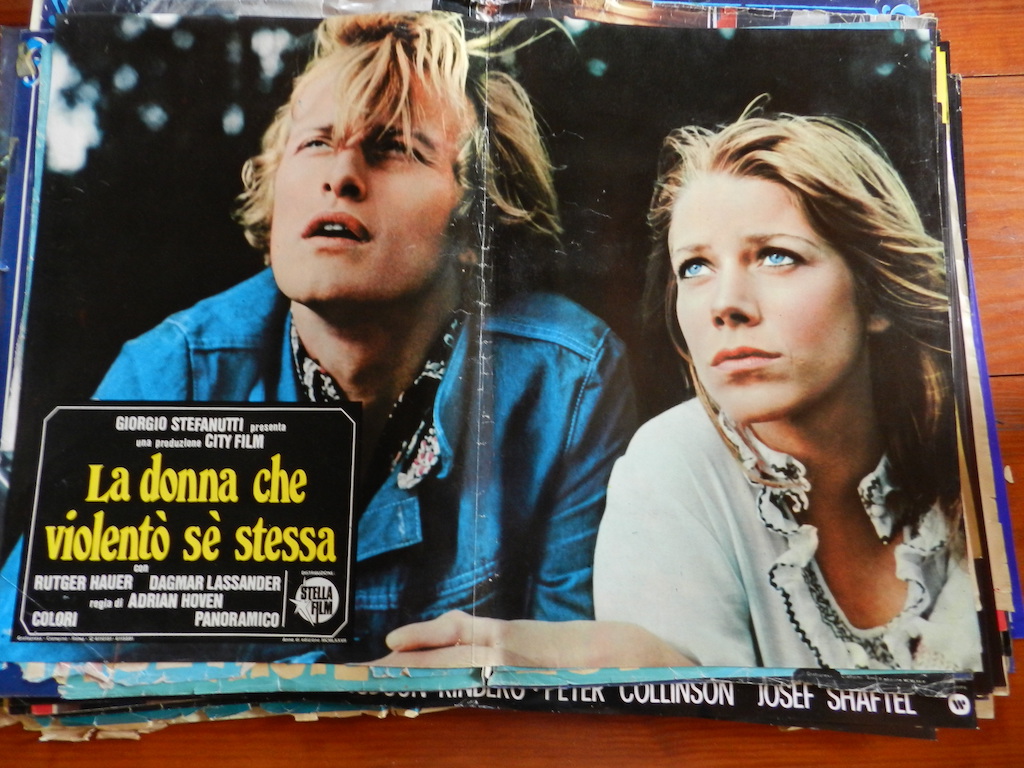 GIORGIO STEFANUTTI presenta
una produzione CITY FILM
La donna che
violentò sè stessa
con
RUTGER HAUER DAGMAR LASSANDER
regia di ADRIAN HOVEN
COLORI PANORAMICO
DISTRIBUZIONE:
STELLA
FILM
KINBERG · PETER COLLINSON JOSEF SHAFTEL